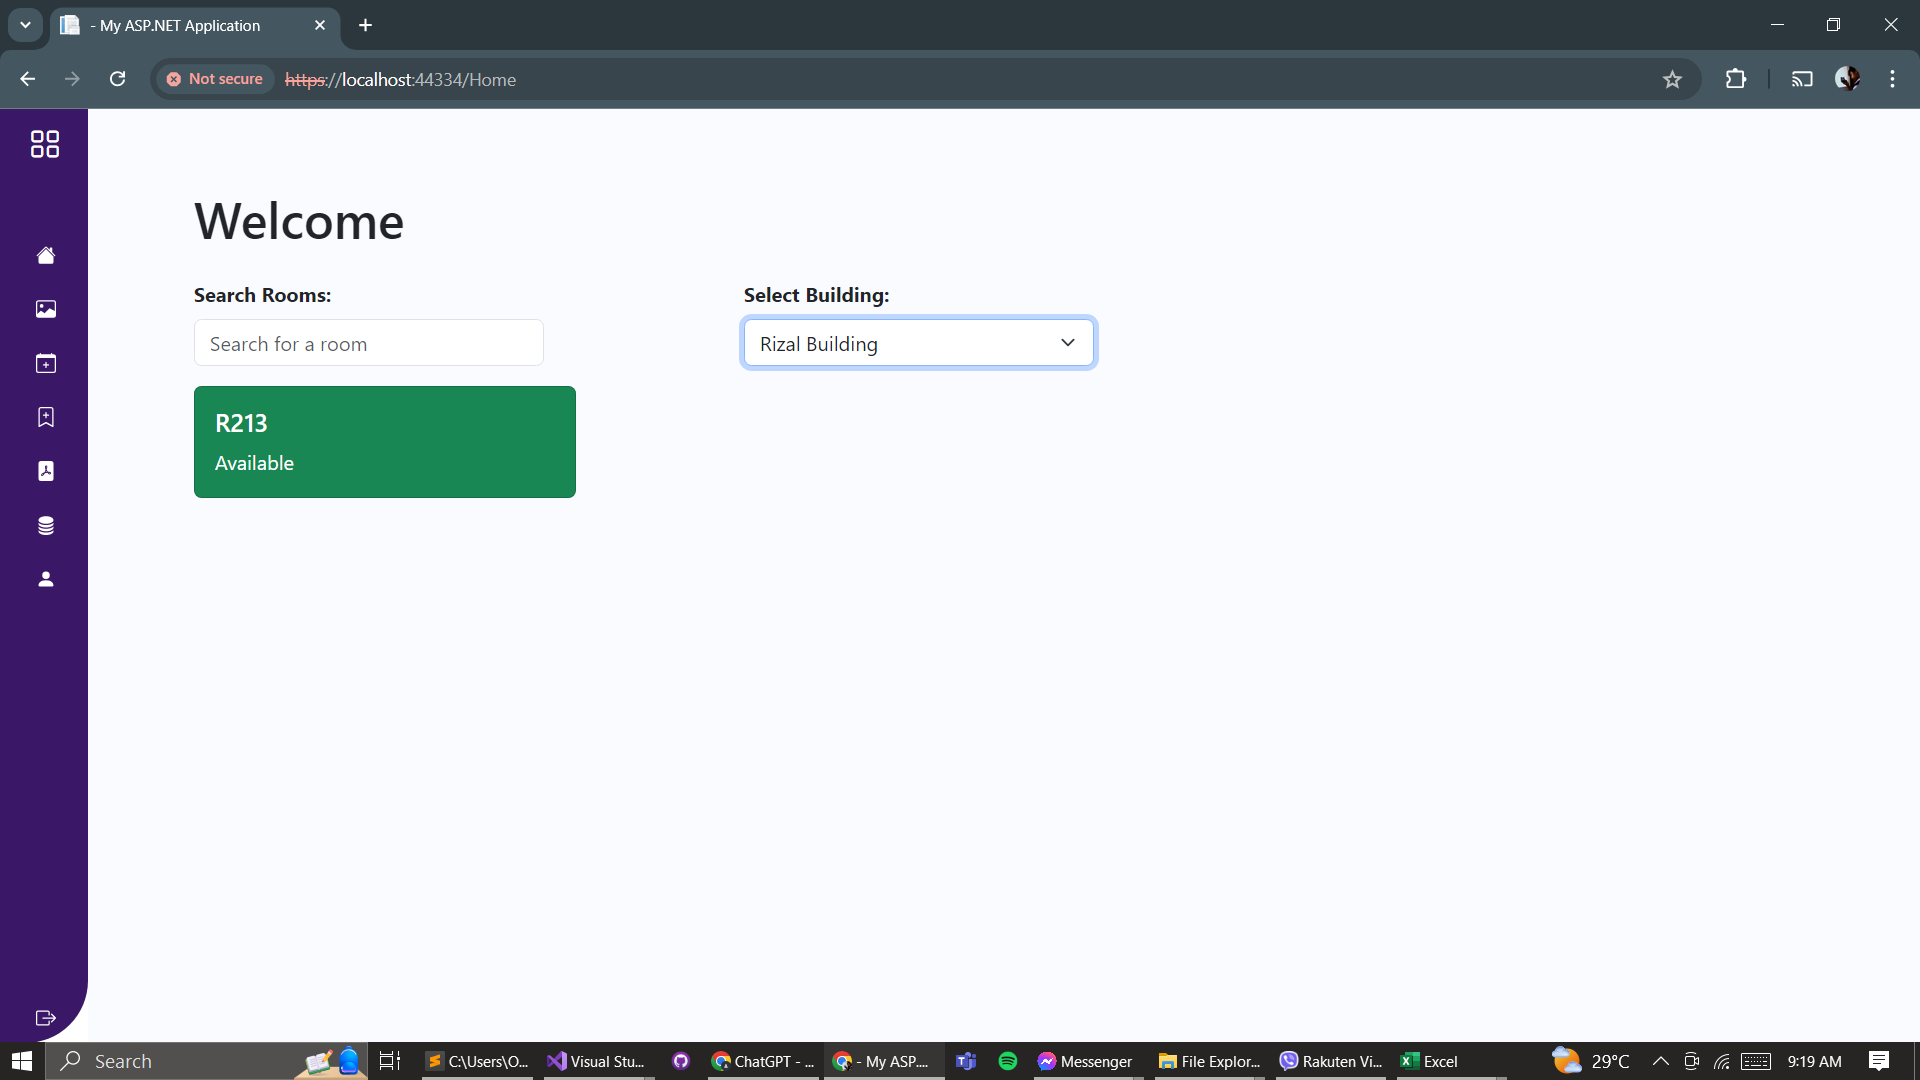 - My ASP.NET Application
Not secure
https://localhost:44334/Home
Welcome
Search Rooms:
Select Building:
Search for a room
Rizal Building
R213
Available
Search
C:\Users\O...
Visual Stu...
ChatGPT - ...
- My ASP....
Messenger
File Explor...
Rakuten Vi...
Excel
29°C
9:19 AM